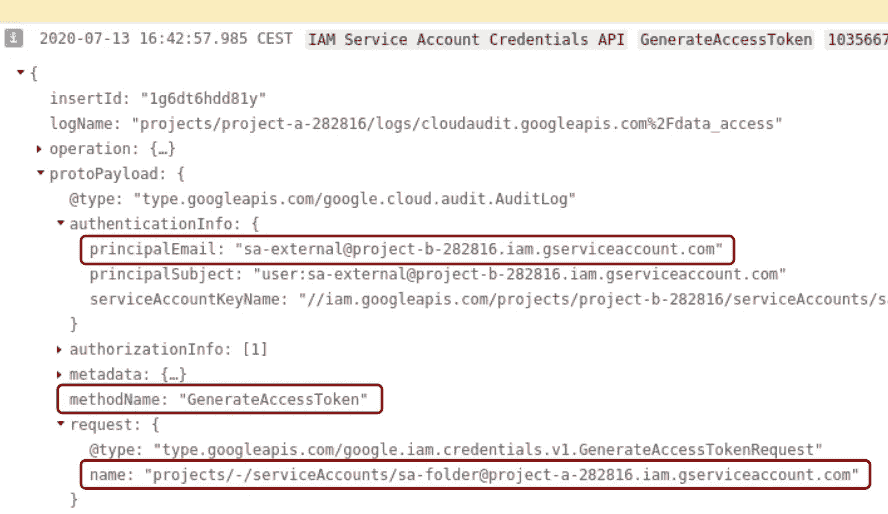 2020-07-13 16:42:57.985 CEST IAM Service Account Credentials API GenerateAccessToken 1035667
{
insertId: "1g6dt6hdd81y"
logName: "projects/project-a-282816/logs/cloudaudit.googleapis.com%2Fdata_access"
operation: {…}
protoPayload: {
@type: "type.googleapis.com/google.cloud.audit.AuditLog"
authenticationInfo: {
principalEmail: "sa-external@project-b-282816.iam.gserviceaccount.com"
principalSubject: "user:sa-external@project-b-282816.iam.gserviceaccount.com"
serviceAccountKeyName: "//iam.googleapis.com/projects/project-b-282816/serviceAccounts/s
}
authorizationInfo: [1]
metadata: {…}
methodName: "GenerateAccessToken"
request: {
@type: "type.googleapis.com/google.iam.credentials.v1.GenerateAccessTokenRequest"
name: "projects/-/serviceAccounts/sa-folder@project-a-282816.iam.gserviceaccount.com"
}